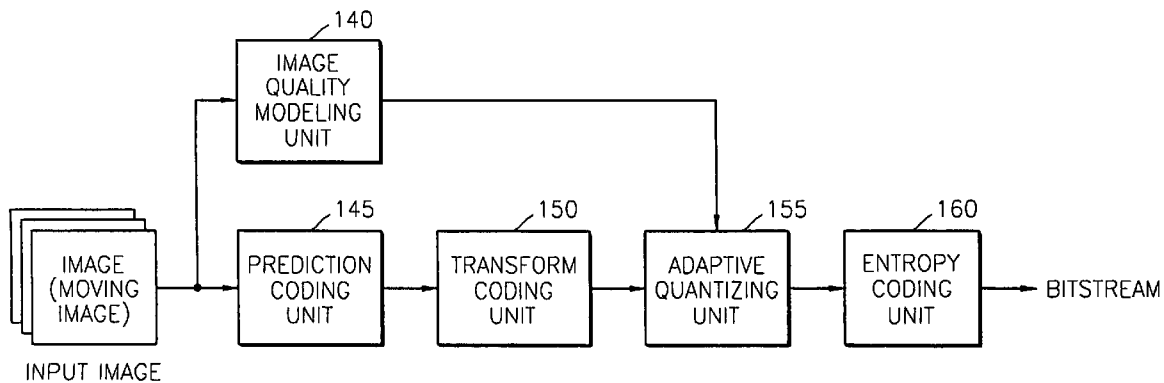 140
IMAGE
QUALITY
MODELING
UNIT
145
150
155
160
IMAGE
(MOVING
IMAGE)
PREDICTION
CODING
UNIT
TRANSFORM
CODING
UNIT
ADAPTIVE
QUANTIZING
UNIT
ENTROPY
CODING
UNIT
BITSTREAM
INPUT IMAGE